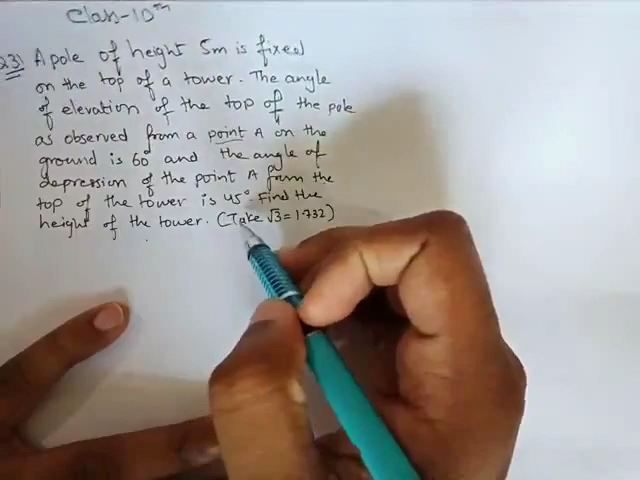 Class-10th
23) A pole of height 5m is fixed
on the top of a tower. The angle
of elevation of the top of the pole
as observed from a point A on the
ground is 60° and the angle of
depression of the point A from the
top of the tower is 45°. Find the
height of the tower. (Take √3 = 1.732)